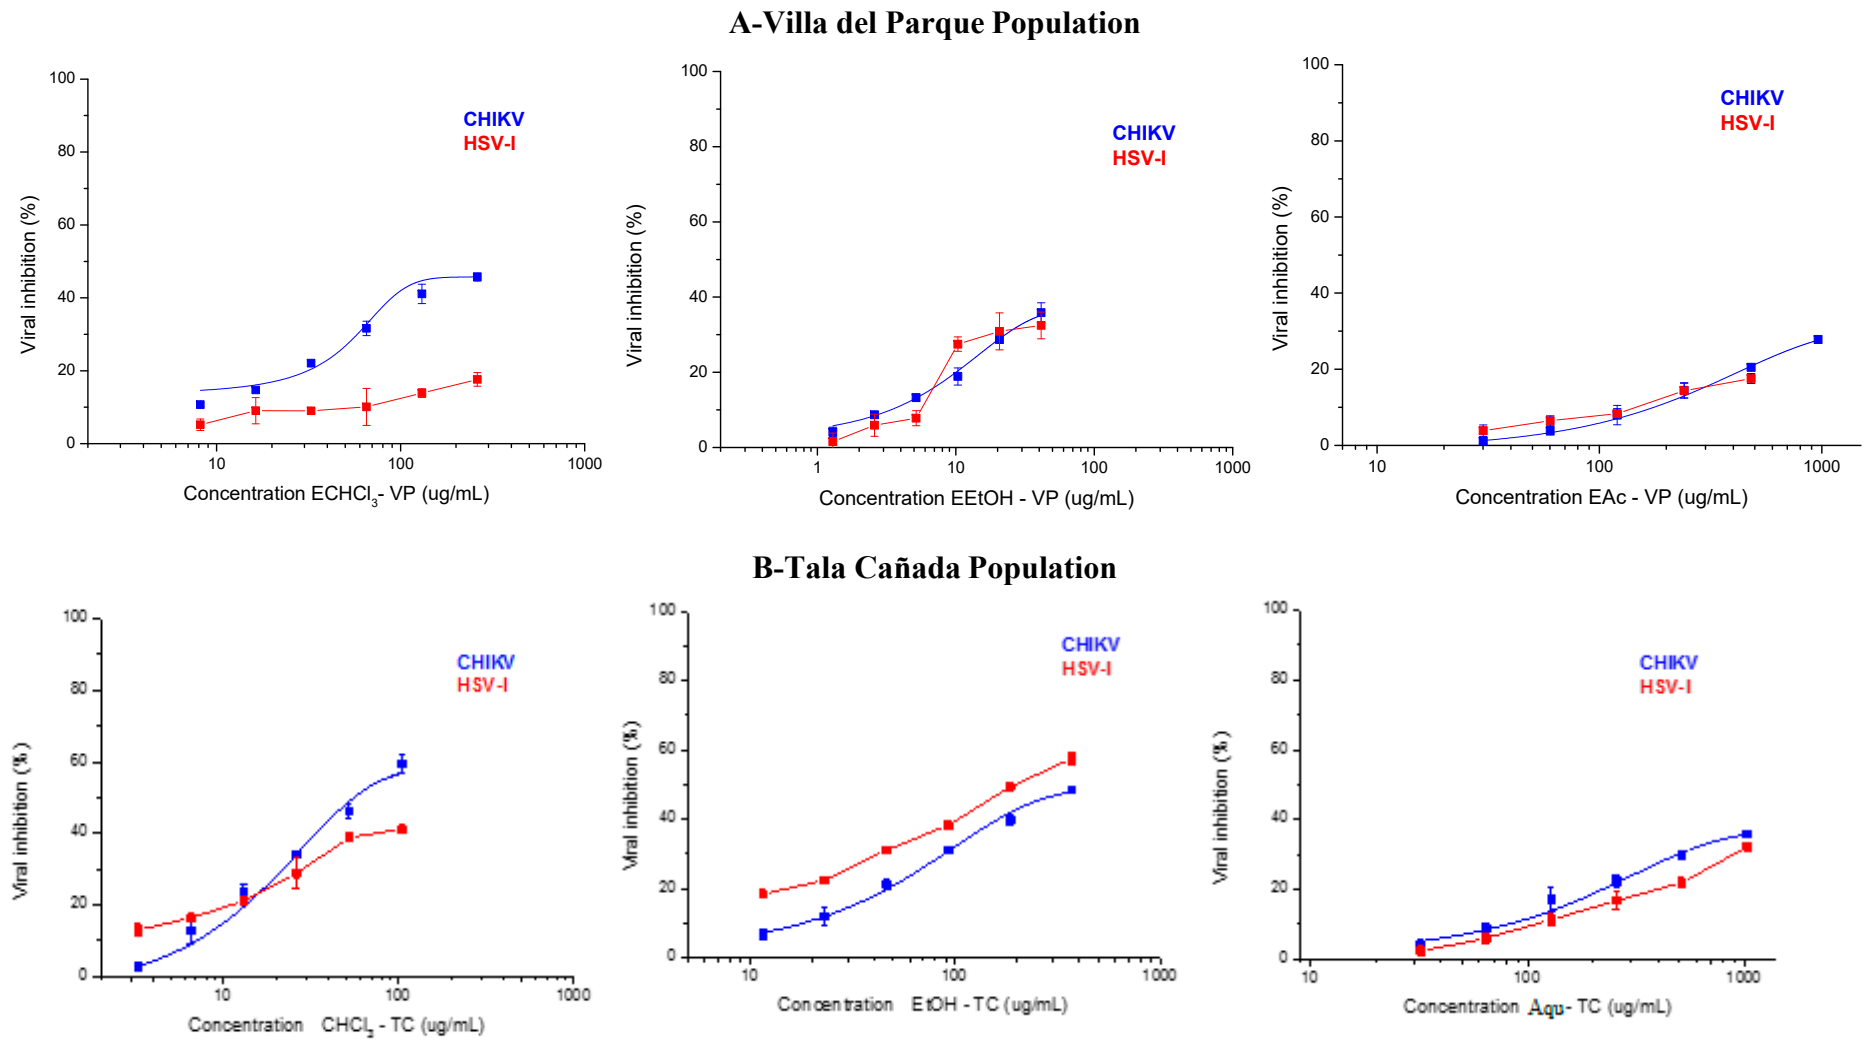 A-Villa del Parque Population
100
80
60
40
20
0
10
100
1000
Viral inhibition (%)
CHIKV
HSV-I
Concentration ECHCl3- VP (ug/mL)
100
80
60
40
20
0
1
10
100
1000
Viral inhibition (%)
CHIKV
HSV-I
Concentration EEtOH - VP (ug/mL)
100
80
60
40
20
0
10
100
1000
Viral inhibition (%)
CHIKV
HSV-I
Concentration EAc - VP (ug/mL)
B-Tala Cañada Population
100
80
60
40
20
0
10
100
1000
Viral inhibition (%)
CHIKV
HSV-I
Concentration CHCl3 - TC (ug/mL)
100
80
60
40
20
0
10
100
1000
Viral inhibition (%)
CHIKV
HSV-I
Concentration EtOH - TC (ug/mL)
100
80
60
40
20
0
10
100
1000
Viral inhibition (%)
CHIKV
HSV-I
Concentration Aqu- TC (ug/mL)